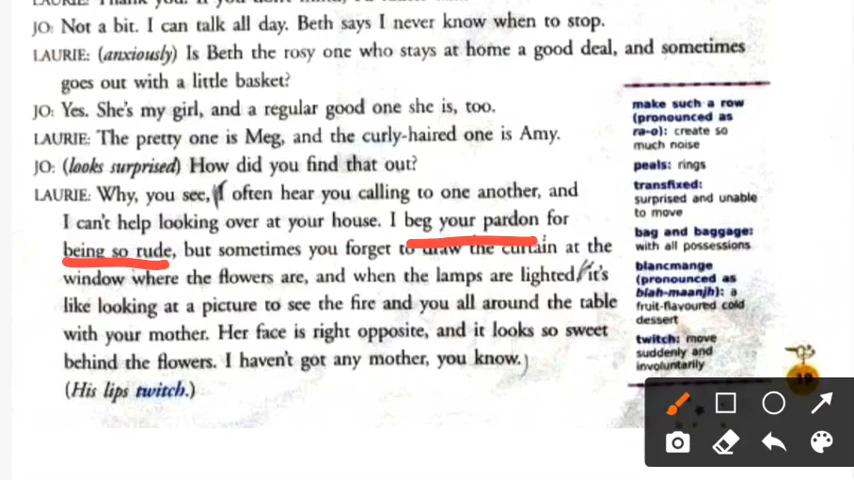 JO: Not a bit. I can talk all day. Beth says I never know when to stop.
LAURIE: (anxiously) Is Beth the rosy one who stays at home a good deal, and sometimes
goes out with a little basket?
JO: Yes. She's my girl, and a regular good one she is, too.
LAURIE: The pretty one is Meg, and the curly-haired one is Amy.
JO: (looks surprised) How did you find that out?
LAURIE: Why, you see, I often hear you calling to one another, and
I can't help looking over at your house. I beg your pardon for
being so rude, but sometimes you forget to draw the curtain at the
window where the flowers are, and when the lamps are lighted it's
like looking at a picture to see the fire and you all around the table
with your mother. Her face is right opposite, and it looks so sweet
behind the flowers. I haven't got any mother, you know.
(His lips twitch.)
make such a row
(pronounced as
ra-o): create so
much noise
peals: rings
transfixed:
surprised and unable
to move
bag and baggage:
with all possessions
blancmange
(pronounced as
blah-maanjh): a
fruit-flavoured cold
dessert
twitch: move
suddenly and
involuntarily
19